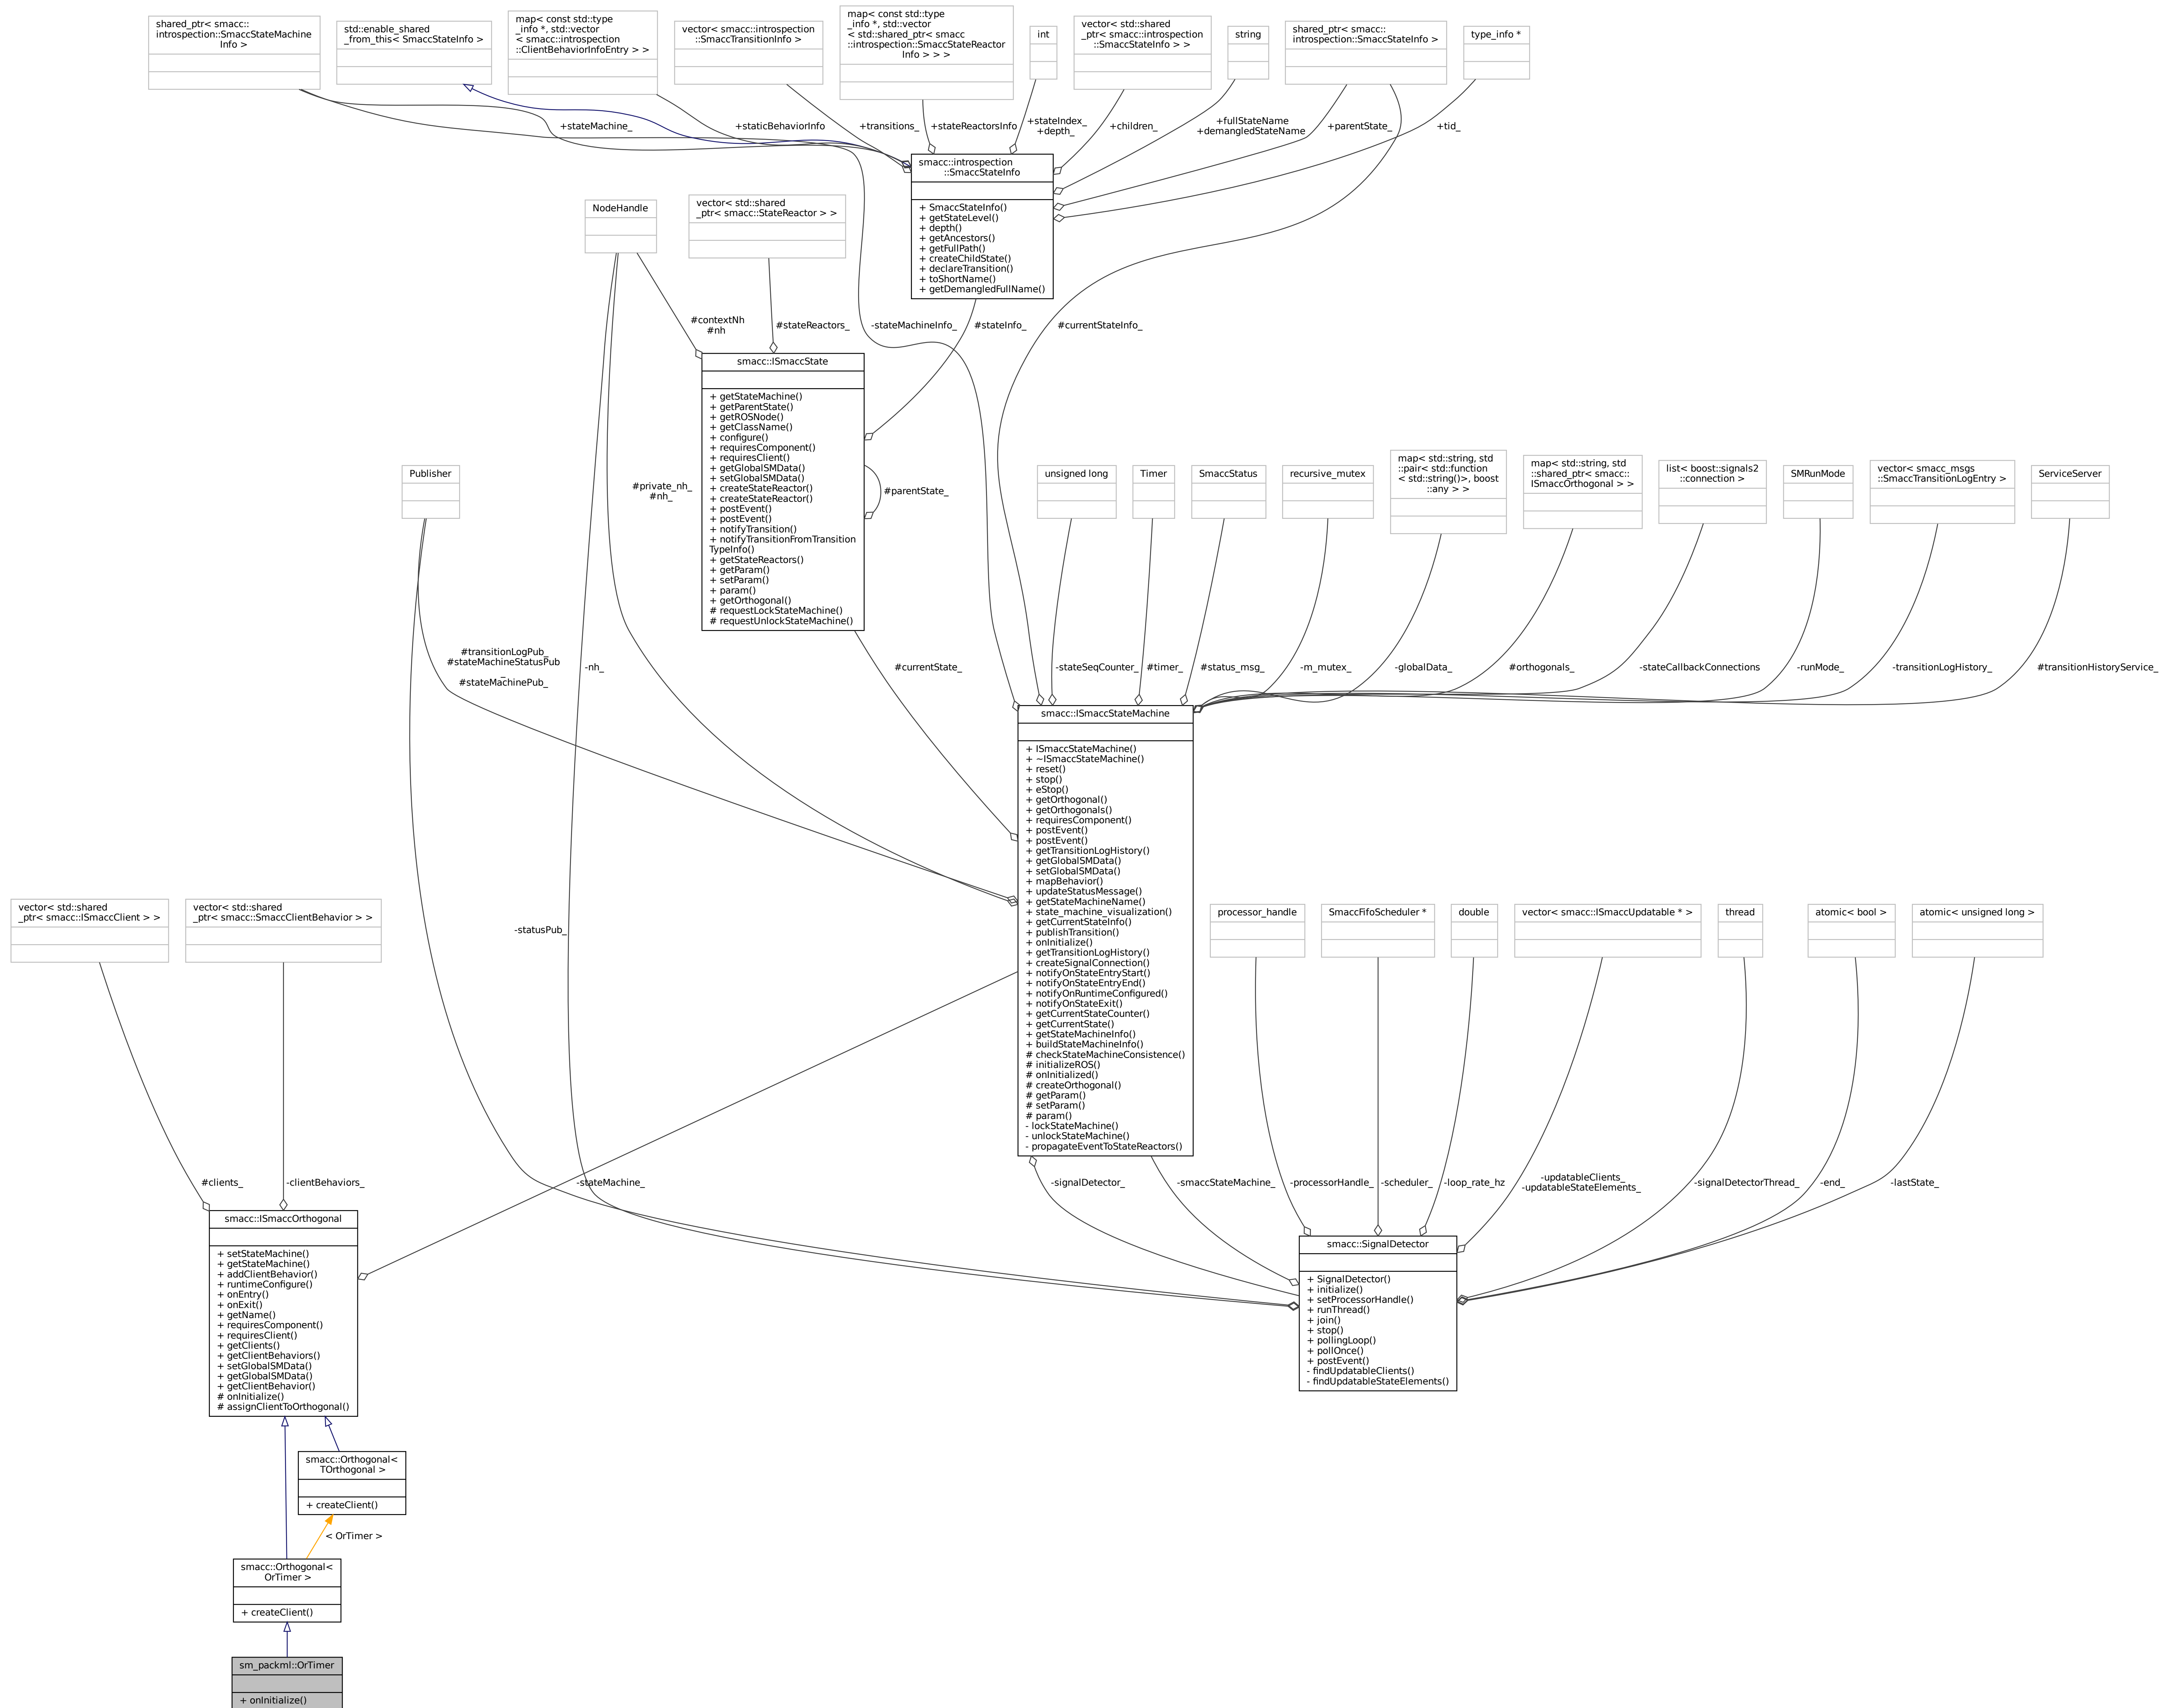 shared_ptr< smacc::
introspection::SmaccStateMachine
Info >
std::enable_shared
_from_this< SmaccStateInfo >
map< const std::type
_info *, std::vector
< smacc::introspection
::ClientBehaviorInfoEntry > >
vector< smacc::introspection
::SmaccTransitionInfo >
map< const std::type
_info *, std::vector
< std::shared_ptr< smacc
::introspection::SmaccStateReactor
Info > > >
int
vector< std::shared
_ptr< smacc::introspection
::SmaccStateInfo > >
string
shared_ptr< smacc::
introspection::SmaccStateInfo >
type_info *
+stateMachine_
+staticBehaviorInfo
+transitions_
+stateReactorsInfo
+stateIndex_
+depth_
+children_
+fullStateName
+demangledStateName
+parentState_
+tid_
smacc::introspection
::SmaccStateInfo
+ SmaccStateInfo()
+ getStateLevel()
+ depth()
+ getAncestors()
+ getFullPath()
+ createChildState()
+ declareTransition()
+ toShortName()
+ getDemangledFullName()
NodeHandle
vector< std::shared
_ptr< smacc::StateReactor > >
#contextNh
#nh
#stateReactors_
-stateMachineInfo_
#stateInfo_
#currentStateInfo_
smacc::ISmaccState
+ getStateMachine()
+ getParentState()
+ getROSNode()
+ getClassName()
+ configure()
+ requiresComponent()
+ requiresClient()
+ getGlobalSMData()
+ setGlobalSMData()
+ createStateReactor()
+ createStateReactor()
+ postEvent()
+ postEvent()
+ notifyTransition()
+ notifyTransitionFromTransition
TypeInfo()
+ getStateReactors()
+ getParam()
+ setParam()
+ param()
+ getOrthogonal()
# requestLockStateMachine()
# requestUnlockStateMachine()
#parentState_
Publisher
#private_nh_
#nh_
unsigned long
Timer
SmaccStatus
recursive_mutex
map< std::string, std
::pair< std::function
< std::string()>, boost
::any > >
map< std::string, std
::shared_ptr< smacc::
ISmaccOrthogonal > >
list< boost::signals2
::connection >
SMRunMode
vector< smacc_msgs
::SmaccTransitionLogEntry >
ServiceServer
#transitionLogPub_
#stateMachineStatusPub
_
#stateMachinePub_
-nh_
#currentState_
-stateSeqCounter_
#timer_
#status_msg_
-m_mutex_
-globalData_
#orthogonals_
-stateCallbackConnections
-runMode_
-transitionLogHistory_
#transitionHistoryService_
smacc::ISmaccStateMachine
+ ISmaccStateMachine()
+ ~ISmaccStateMachine()
+ reset()
+ stop()
+ eStop()
+ getOrthogonal()
+ getOrthogonals()
+ requiresComponent()
+ postEvent()
+ postEvent()
+ getTransitionLogHistory()
+ getGlobalSMData()
+ setGlobalSMData()
+ mapBehavior()
+ updateStatusMessage()
+ getStateMachineName()
+ state_machine_visualization()
+ getCurrentStateInfo()
+ publishTransition()
+ onInitialize()
+ getTransitionLogHistory()
+ createSignalConnection()
+ notifyOnStateEntryStart()
+ notifyOnStateEntryEnd()
+ notifyOnRuntimeConfigured()
+ notifyOnStateExit()
+ getCurrentStateCounter()
+ getCurrentState()
+ getStateMachineInfo()
+ buildStateMachineInfo()
# checkStateMachineConsistence()
# initializeROS()
# onInitialized()
# createOrthogonal()
# getParam()
# setParam()
# param()
- lockStateMachine()
- unlockStateMachine()
- propagateEventToStateReactors()
vector< std::shared
_ptr< smacc::ISmaccClient > >
vector< std::shared
_ptr< smacc::SmaccClientBehavior > >
-statusPub_
processor_handle
SmaccFifoScheduler *
double
vector< smacc::ISmaccUpdatable * >
thread
atomic< bool >
atomic< unsigned long >
#clients_
-clientBehaviors_
-stateMachine_
-signalDetector_
-smaccStateMachine_
-processorHandle_
-scheduler_
-loop_rate_hz
-updatableClients_
-updatableStateElements_
-signalDetectorThread_
-end_
-lastState_
smacc::ISmaccOrthogonal
+ setStateMachine()
+ getStateMachine()
+ addClientBehavior()
+ runtimeConfigure()
+ onEntry()
+ onExit()
+ getName()
+ requiresComponent()
+ requiresClient()
+ getClients()
+ getClientBehaviors()
+ setGlobalSMData()
+ getGlobalSMData()
+ getClientBehavior()
# onInitialize()
# assignClientToOrthogonal()
smacc::SignalDetector
+ SignalDetector()
+ initialize()
+ setProcessorHandle()
+ runThread()
+ join()
+ stop()
+ pollingLoop()
+ pollOnce()
+ postEvent()
- findUpdatableClients()
- findUpdatableStateElements()
smacc::Orthogonal<
TOrthogonal >
+ createClient()
< OrTimer >
smacc::Orthogonal<
OrTimer >
+ createClient()
sm_packml::OrTimer
+ onInitialize()